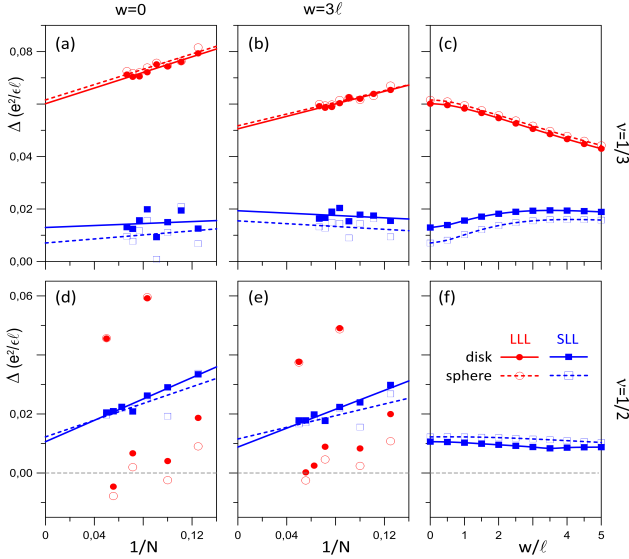 w=0 w=3ℓ
(a) (b) (c)
0,08
0,04
0,02
0,00
Δ (e²/εℓ)
ν=1/3
(d) (e) (f)
0,06
0,04
0,02
0,00
Δ (e²/εℓ)
LLL SLL
disk
sphere
ν=1/2
0 0,04 0,08 0,12 0 0,04 0,08 0,12 0 1 2 3 4 5
1/N 1/N w/ℓ